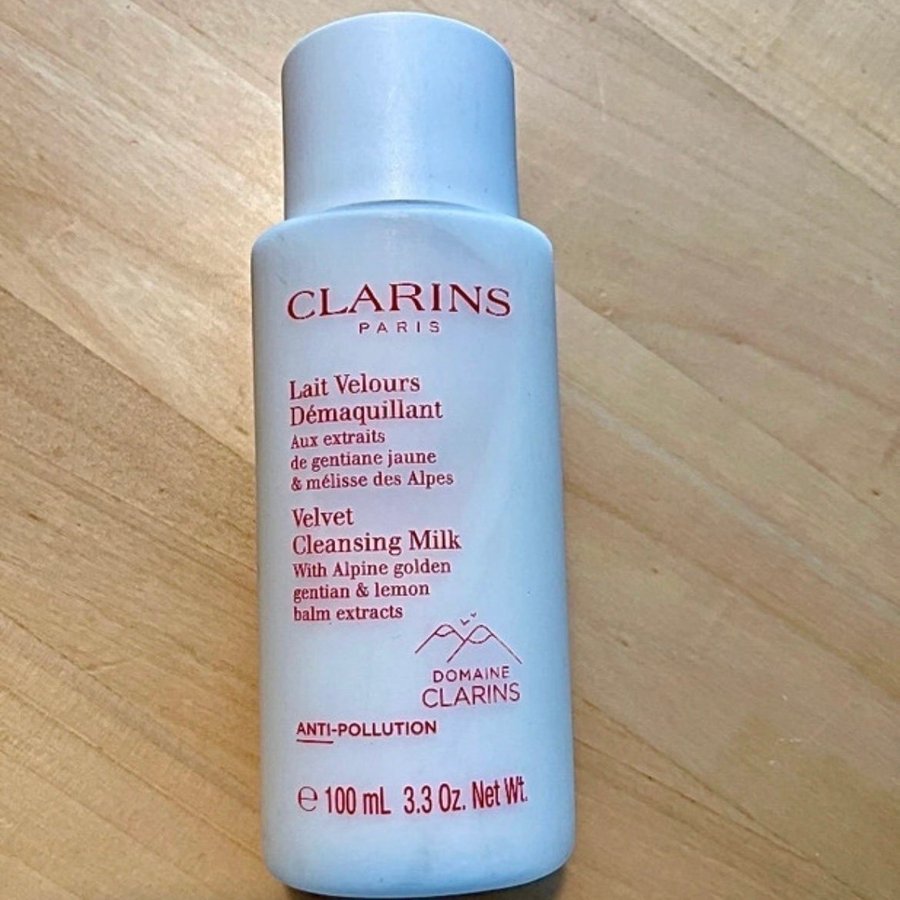 CLARINS
PARIS
Lait Velours
Démaquillant
Aux extraits
de gentiane jaune
& mélisse des Alpes
Velvet
Cleansing Milk
With Alpine golden
gentian & lemon
balm extracts
DOMAINE
CLARINS
ANTI-POLLUTION
℮ 100 mL 3.3 Oz. Net Wt.